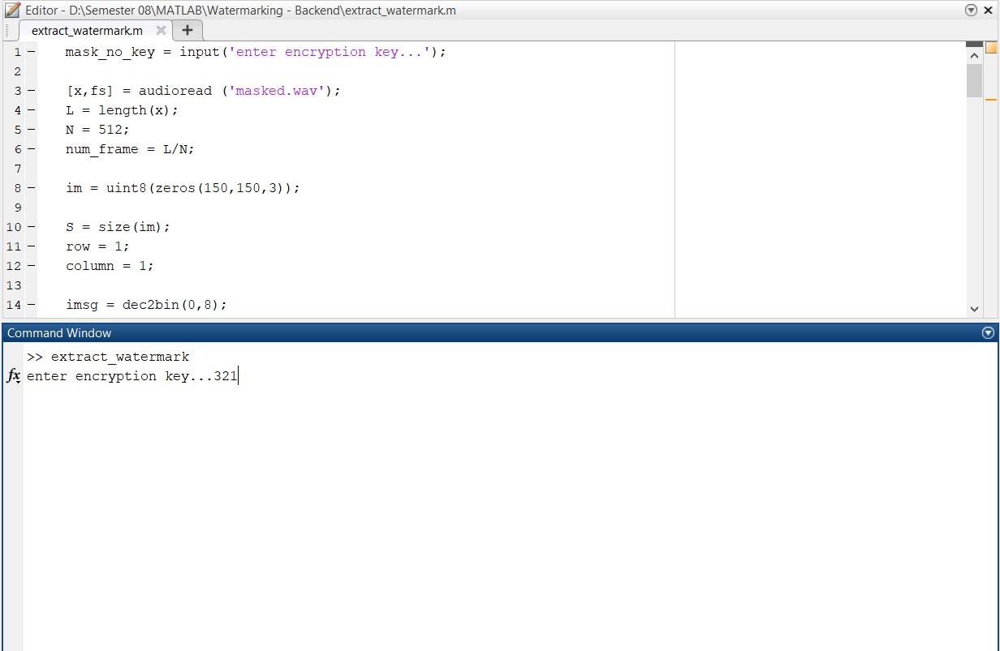 Editor - D:\Semester 08\MATLAB\Watermarking - Backend\extract_watermark.m
extract_watermark.m
1 mask_no_key = input('enter encryption key...');
2
3 [x,fs] = audioread ('masked.wav');
4 L = length(x);
5 N = 512;
6 num_frame = L/N;
7
8 im = uint8(zeros(150,150,3));
9
10 S = size(im);
11 row = 1;
12 column = 1;
13
14 imsg = dec2bin(0,8);
Command Window
>> extract_watermark
fx enter encryption key...321